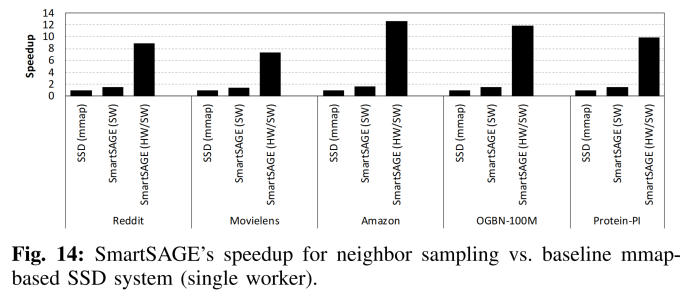 14
12
10
8
6
4
2
0
Speedup
SSD (mmap)
SmartSAGE (SW)
SmartSAGE (HW/SW)
SSD (mmap)
SmartSAGE (SW)
SmartSAGE (HW/SW)
SSD (mmap)
SmartSAGE (SW)
SmartSAGE (HW/SW)
SSD (mmap)
SmartSAGE (SW)
SmartSAGE (HW/SW)
SSD (mmap)
SmartSAGE (SW)
SmartSAGE (HW/SW)
Reddit
Movielens
Amazon
OGBN-100M
Protein-PI
Fig. 14: SmartSAGE's speedup for neighbor sampling vs. baseline mmap-
based SSD system (single worker).